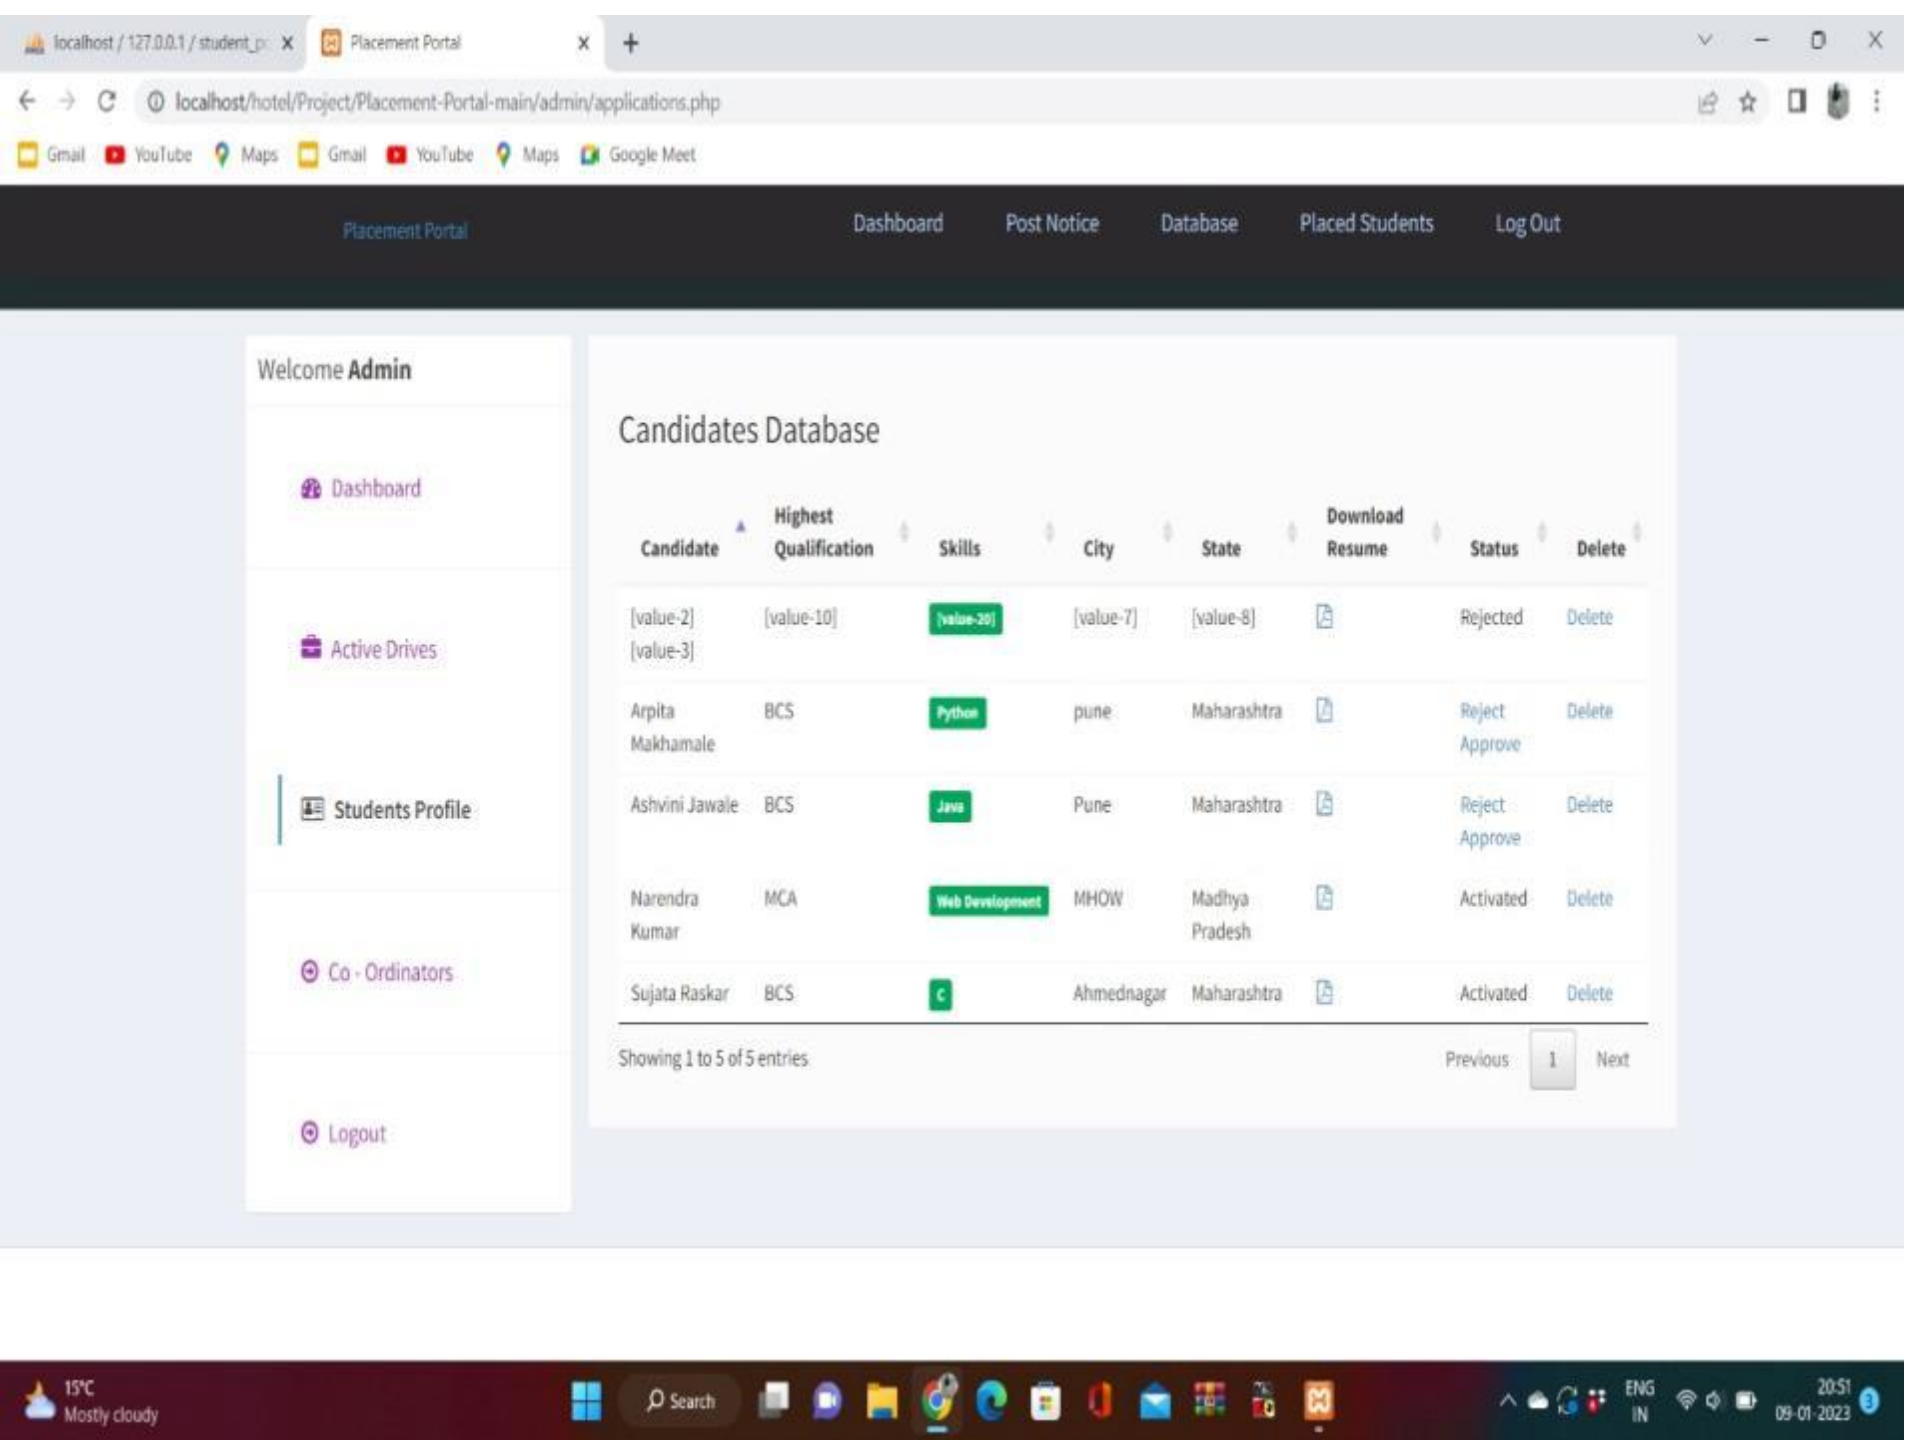 localhost / 127.0.0.1 / student_p
Placement Portal
localhost/hotel/Project/Placement-Portal-main/admin/applications.php
Gmail YouTube Maps Gmail YouTube Maps Google Meet
Placement Portal
Dashboard Post Notice Database Placed Students Log Out
Welcome Admin
Dashboard
Active Drives
Students Profile
Co - Ordinators
Logout
Candidates Database
Candidate Highest Qualification Skills City State Download Resume Status Delete
[value-2] [value-10] [value-20] [value-7] [value-8] Rejected Delete
[value-3]
Arpita BCS Python pune Maharashtra Reject Delete
Makhamale Approve
Ashvini Jawale BCS Java Pune Maharashtra Reject Delete
Approve
Narendra MCA Web Development MHOW Madhya Activated Delete
Kumar Pradesh
Sujata Raskar BCS C Ahmednagar Maharashtra Activated Delete
Showing 1 to 5 of 5 entries
Previous 1 Next
15°C
Mostly cloudy
Search
ENG
IN
20:51
09-01-2023
3